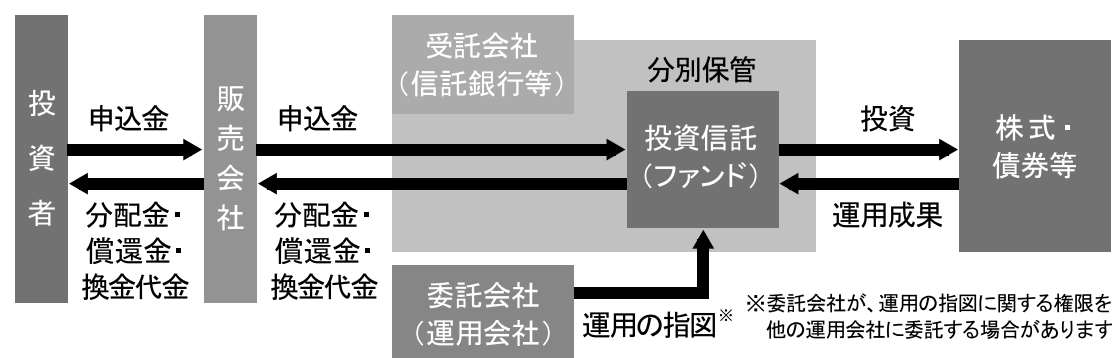 投資者
申込金
分配金・
償還金・
換金代金
販売会社
申込金
分配金・
償還金・
換金代金
受託会社
（信託銀行等）
分別保管
投資信託
（ファンド）
投資
運用成果
株式・
債券等
委託会社
（運用会社）
運用の指図※
※委託会社が、運用の指図に関する権限を
他の運用会社に委託する場合があります